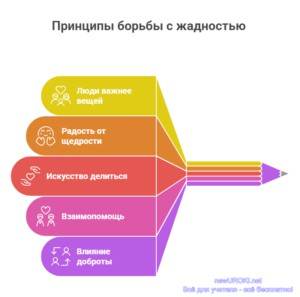 Принципы борьбы с жадностью
Люди важнее
вещей
Радость от
щедрости
Искусство делиться
Взаимопомощь
Влияние
доброты
newUROKI.net
Всё для учителя - всё бесплатно!